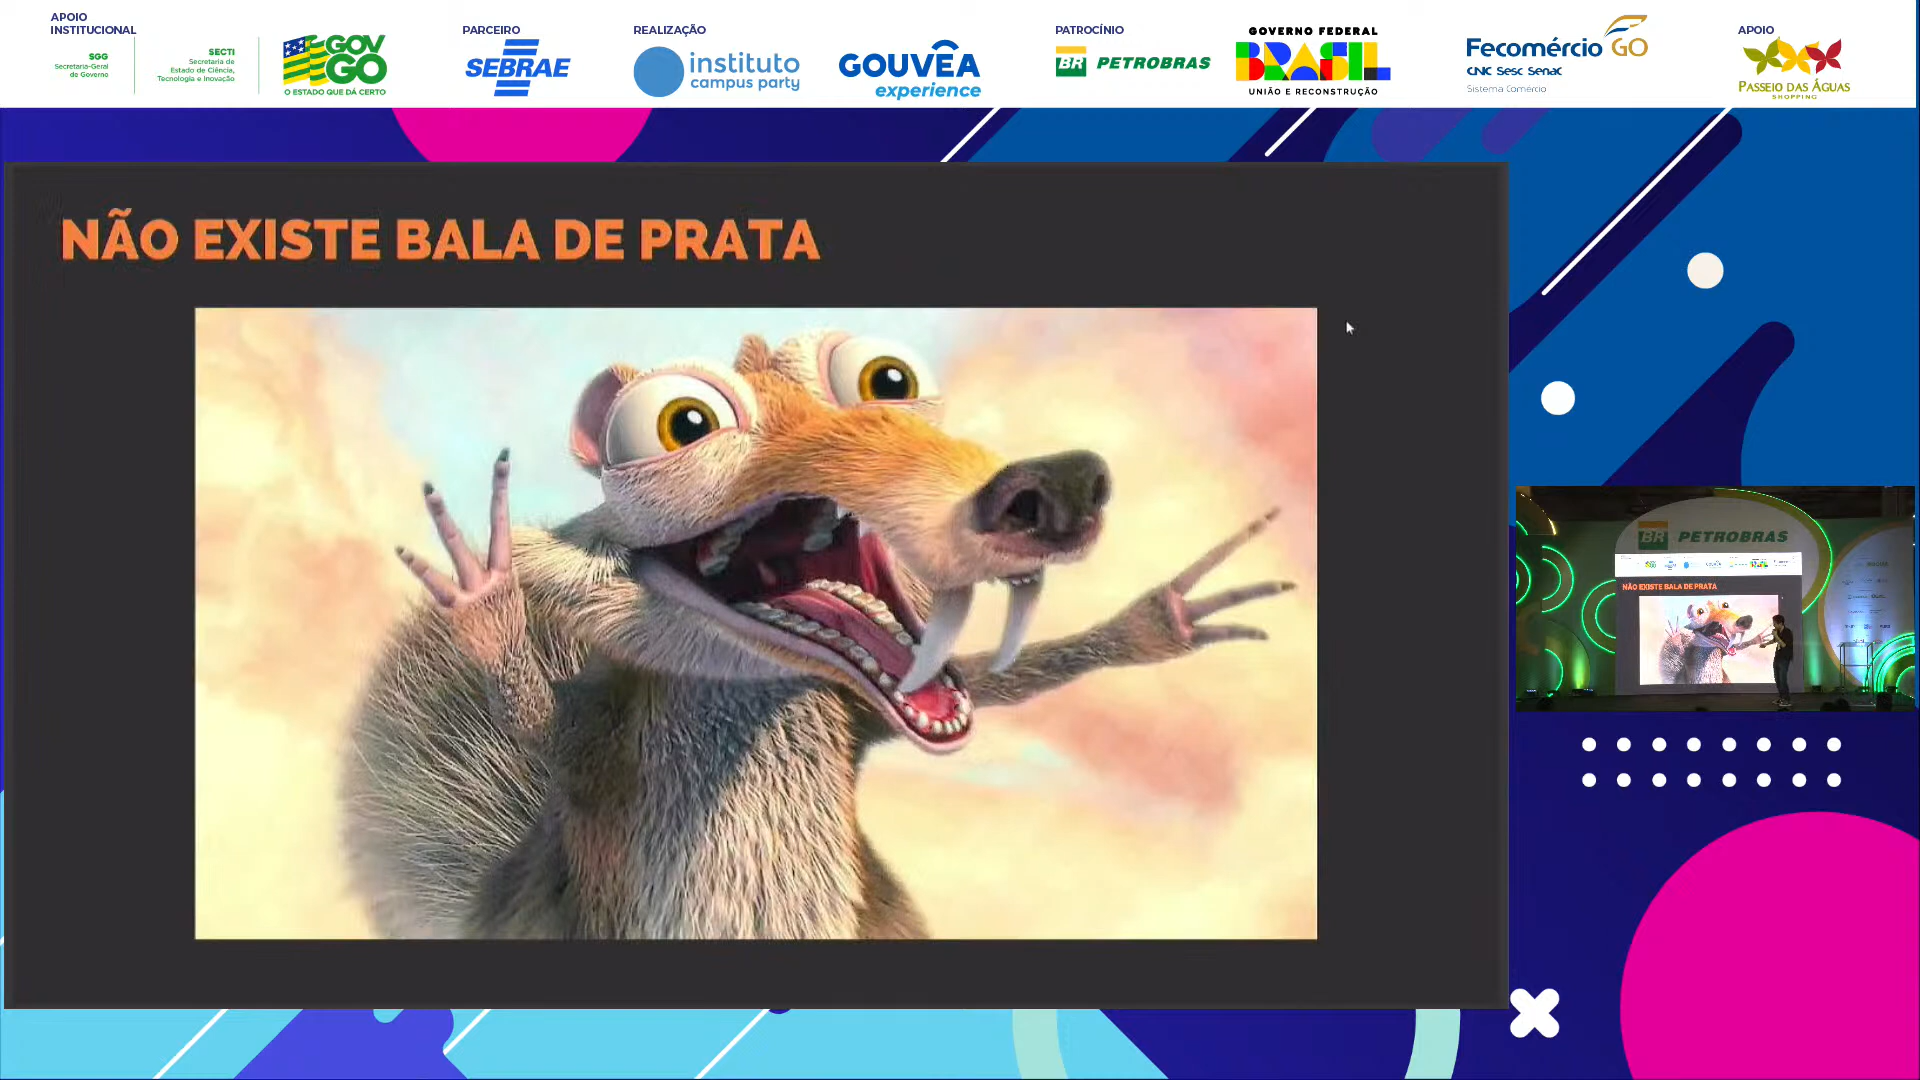 APOIO
INSTITUCIONAL
SGG
Secretaria-Geral
de Governo
SECTI
Secretaria de
Estado de Ciência,
Tecnologia e Inovação
GOV
GO
O ESTADO QUE DÁ CERTO
PARCEIRO
SEBRAE
REALIZAÇÃO
instituto
campus party
GOUVÊA
experience
PATROCÍNIO
BR PETROBRAS
GOVERNO FEDERAL
BRASIL
UNIÃO E RECONSTRUÇÃO
Fecomércio GO
CNC Sesc Senac
Sistema Comércio
APOIO
PASSEIO DAS ÁGUAS
SHOPPING
NÃO EXISTE BALA DE PRATA
BR PETROBRAS
NÃO EXISTE BALA DE PRATA